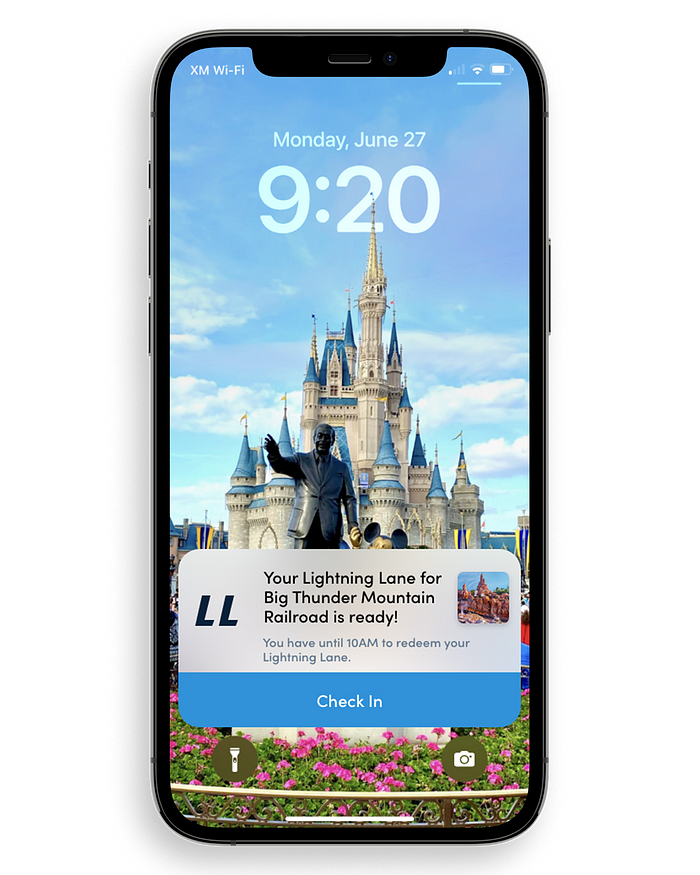 XM Wi-Fi
Monday, June 27
9:20
LL
Your Lightning Lane for
Big Thunder Mountain
Railroad is ready!
You have until 10AM to redeem your
Lightning Lane.
Check In